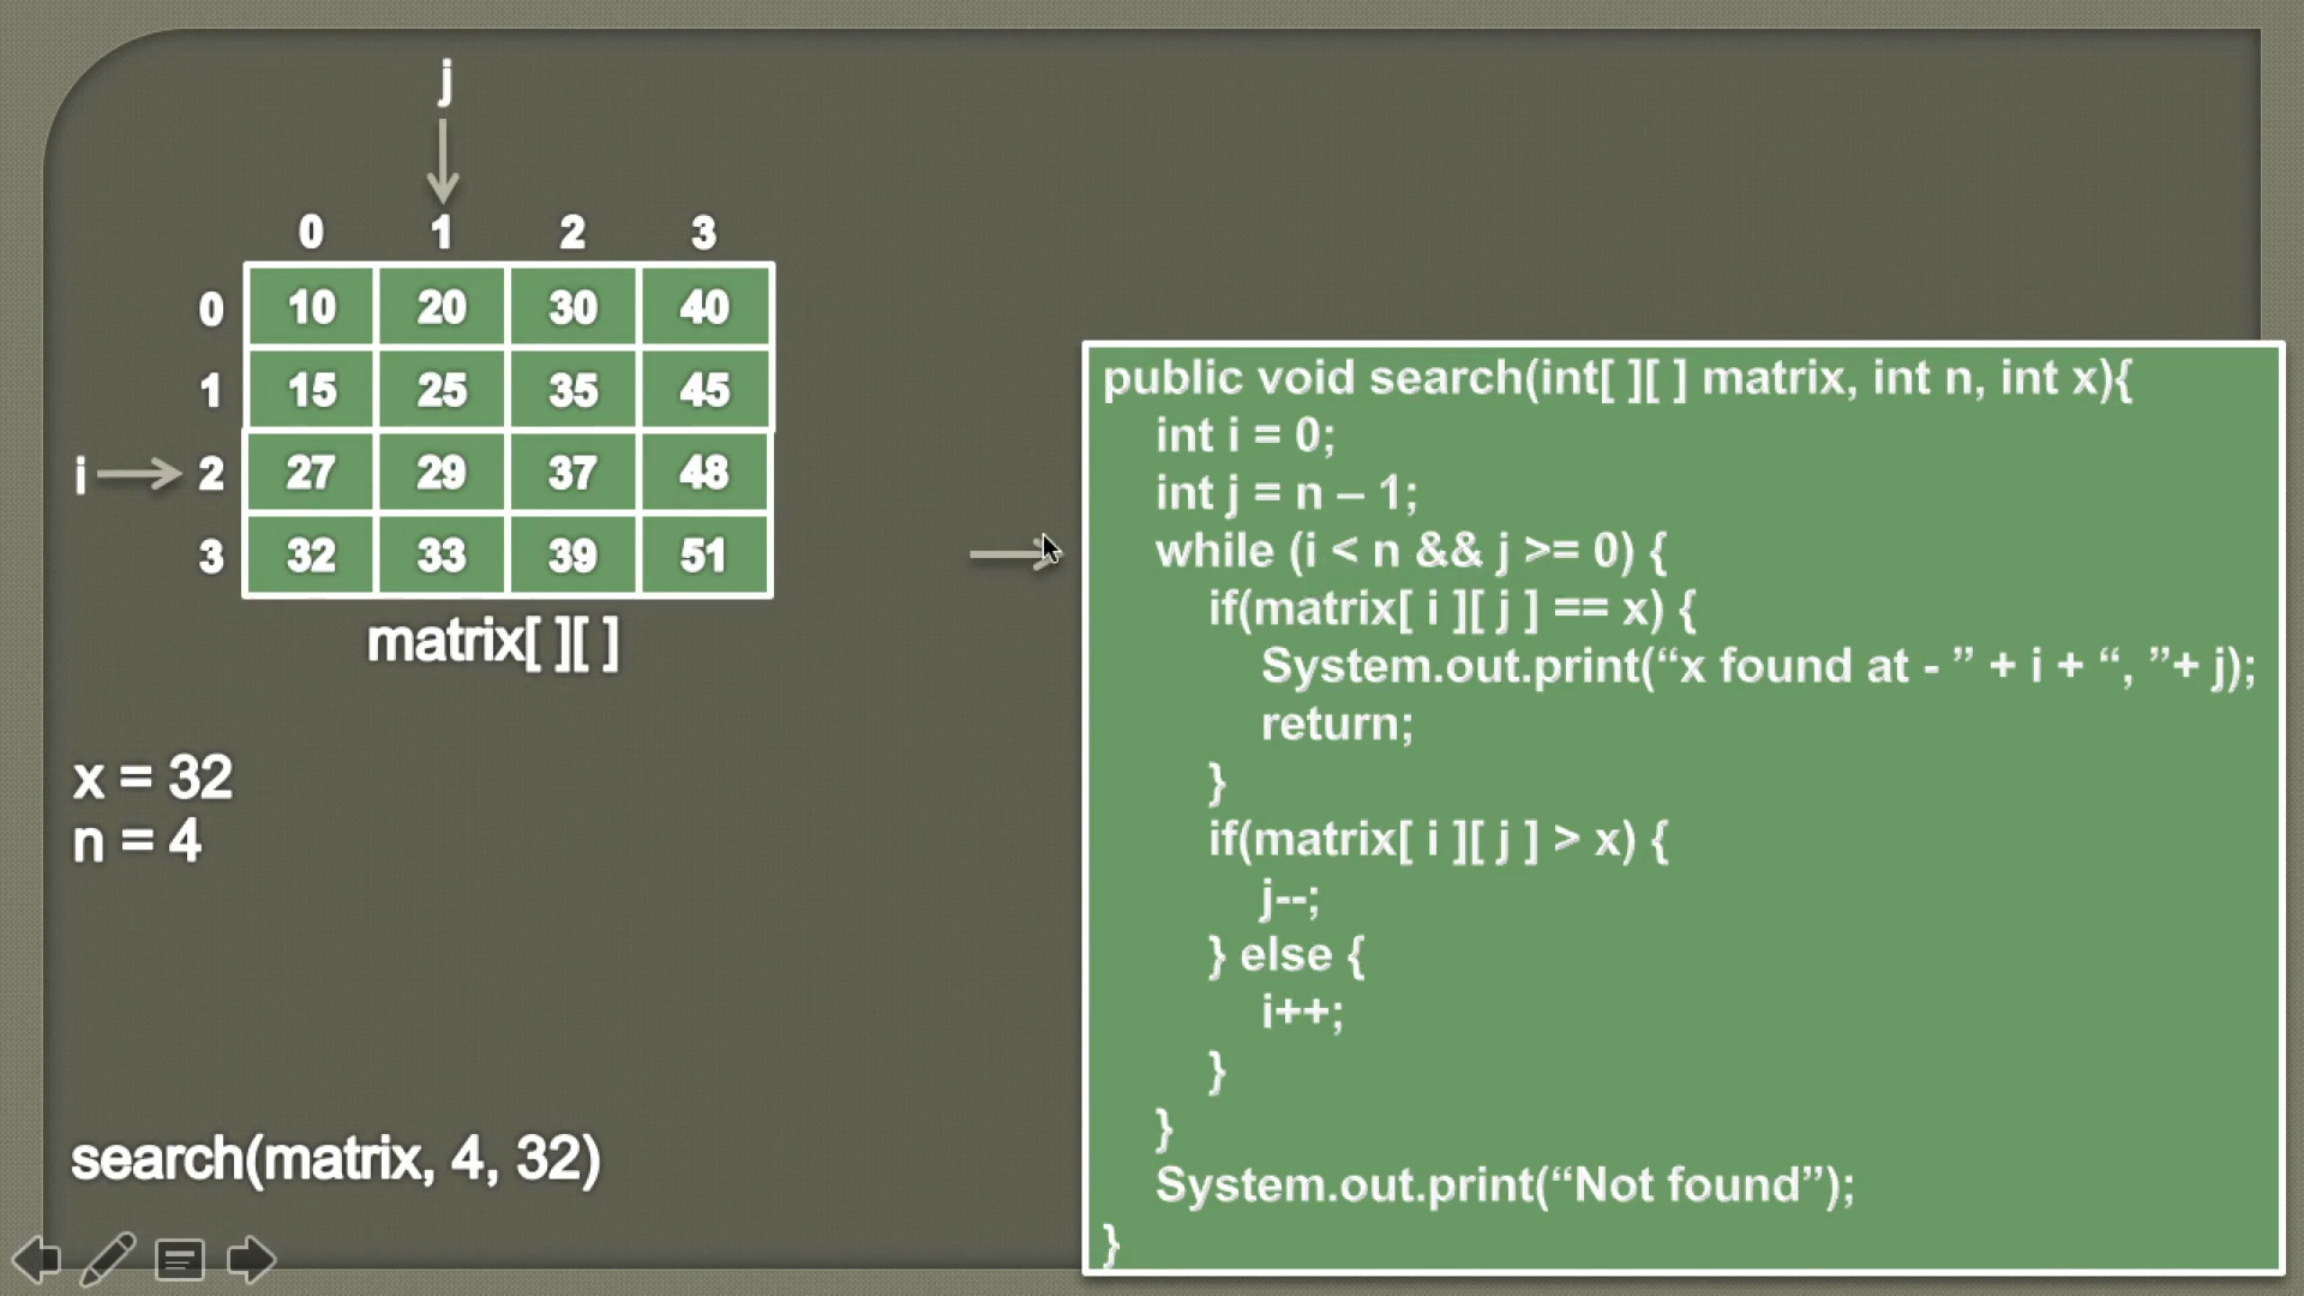 j
0 1 2 3
0 10 20 30 40
1 15 25 35 45
i 2 27 29 37 48
3 32 33 39 51
matrix[ ][ ]
x = 32
n = 4
search(matrix, 4, 32)
public void search(int[ ][ ] matrix, int n, int x){
int i = 0;
int j = n – 1;
while (i < n && j >= 0) {
if(matrix[ i ][ j ] == x) {
System.out.print(“x found at - ” + i + “, ”+ j);
return;
}
if(matrix[ i ][ j ] > x) {
j--;
} else {
i++;
}
}
System.out.print(“Not found”);
}